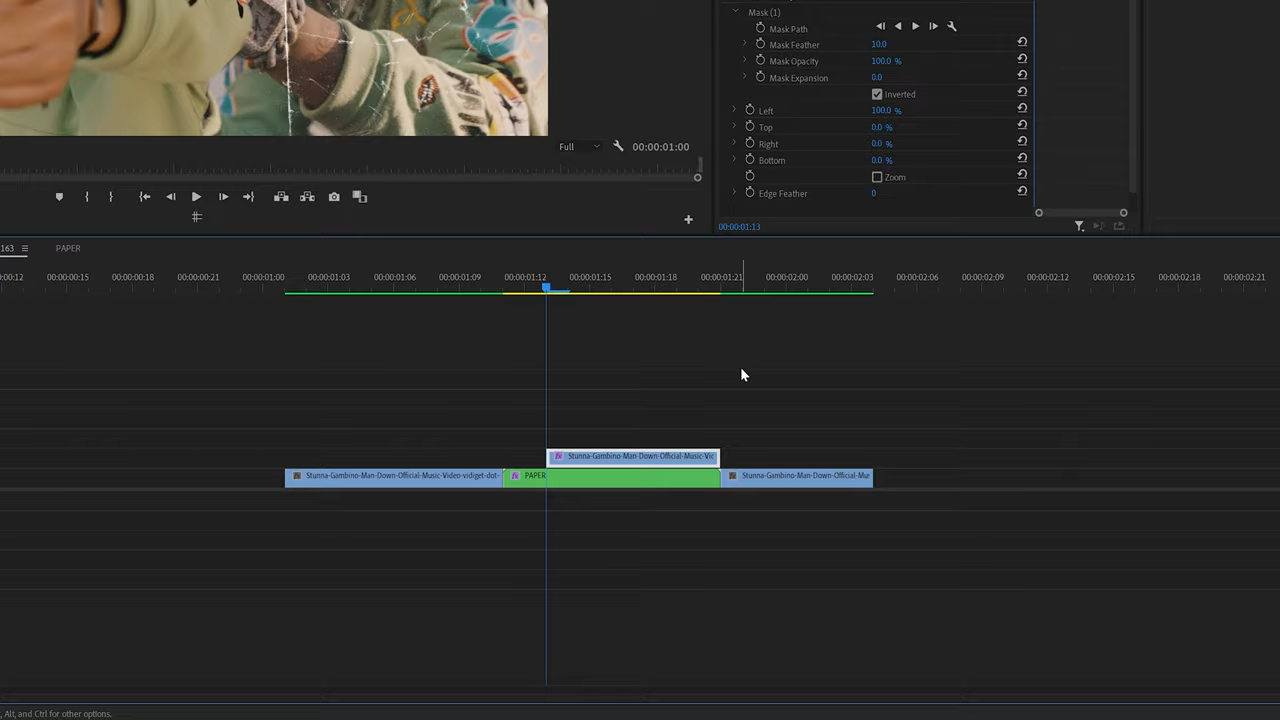 Mask (1)
Mask Path
Mask Feather 10.0
Mask Opacity 100.0 %
Mask Expansion 0.0
Inverted
Left 100.0 %
Top 0.0 %
Right 0.0 %
Bottom 0.0 %
Zoom
Edge Feather 0
Full 00:00:01:00
00:00:01:13
163 PAPER
:00:12 00:00:00:15 00:00:00:18 00:00:00:21 00:00:01:00 00:00:01:03 00:00:01:06 00:00:01:09 00:00:01:12 00:00:01:15 00:00:01:18 00:00:01:21 00:00:02:00 00:00:02:03 00:00:02:06 00:00:02:09 00:00:02:12 00:00:02:15 00:00:02:18 00:00:02:21
Stunna-Gambino-Man-Down-Official-Music-Vic
Stunna-Gambino-Man-Down-Official-Music-Video-vidiget-dot- PAPER Stunna-Gambino-Man-Down-Official-Mus
, Alt, and Ctrl for other options.